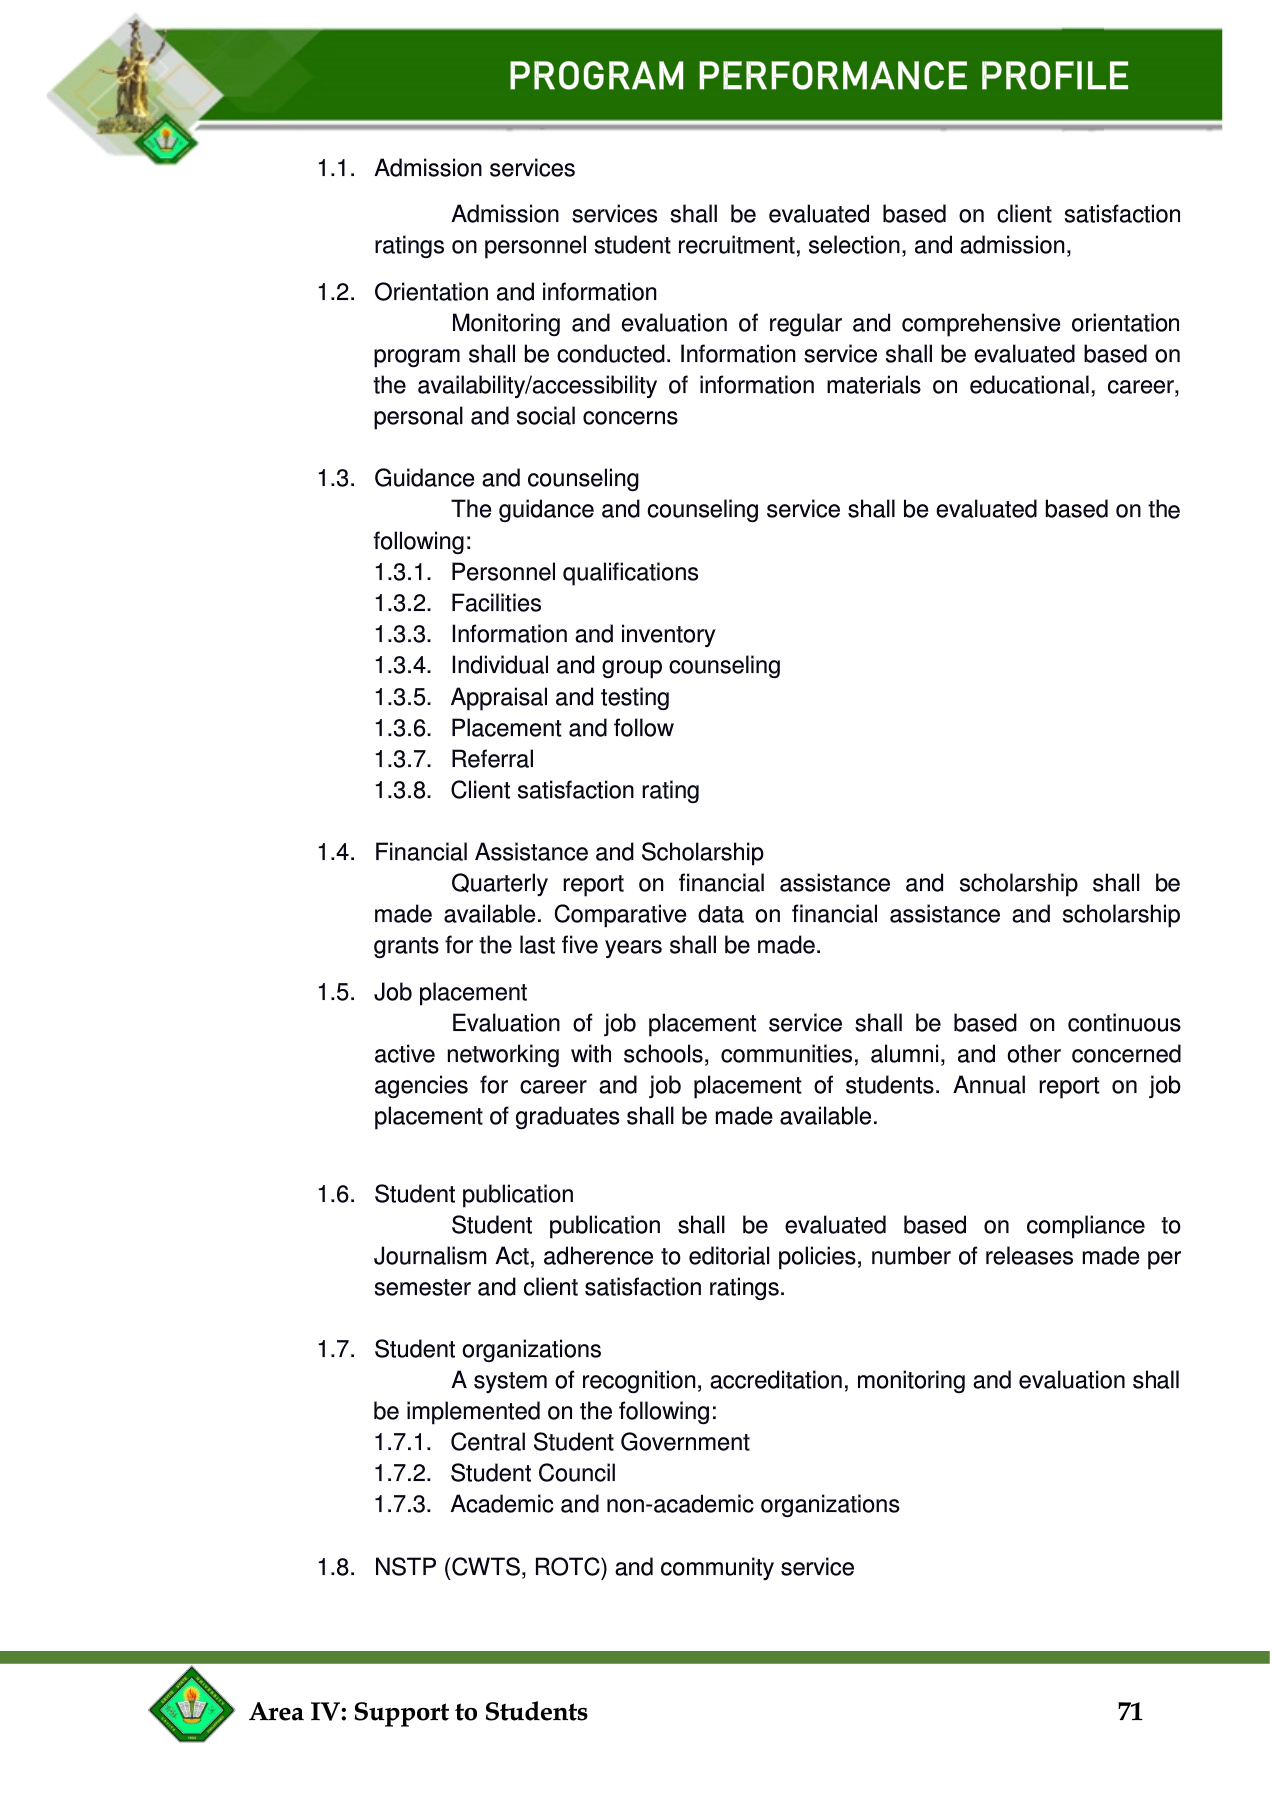 PROGRAM PERFORMANCE PROFILE
1.1. Admission services
Admission services shall be evaluated based on client satisfaction
ratings on personnel student recruitment, selection, and admission,
1.2. Orientation and information
Monitoring and evaluation of regular and comprehensive orientation
program shall be conducted. Information service shall be evaluated based on
the availability/accessibility of information materials on educational, career,
personal and social concerns
1.3. Guidance and counseling
The guidance and counseling service shall be evaluated based on the
following:
1.3.1. Personnel qualifications
1.3.2. Facilities
1.3.3. Information and inventory
1.3.4. Individual and group counseling
1.3.5. Appraisal and testing
1.3.6. Placement and follow
1.3.7. Referral
1.3.8. Client satisfaction rating
1.4. Financial Assistance and Scholarship
Quarterly report on financial assistance and scholarship shall be
made available. Comparative data on financial assistance and scholarship
grants for the last five years shall be made.
1.5. Job placement
Evaluation of job placement service shall be based on continuous
active networking with schools, communities, alumni, and other concerned
agencies for career and job placement of students. Annual report on job
placement of graduates shall be made available.
1.6. Student publication
Student publication shall be evaluated based on compliance to
Journalism Act, adherence to editorial policies, number of releases made per
semester and client satisfaction ratings.
1.7. Student organizations
A system of recognition, accreditation, monitoring and evaluation shall
be implemented on the following:
1.7.1. Central Student Government
1.7.2. Student Council
1.7.3. Academic and non-academic organizations
1.8. NSTP (CWTS, ROTC) and community service
Area IV: Support to Students 71